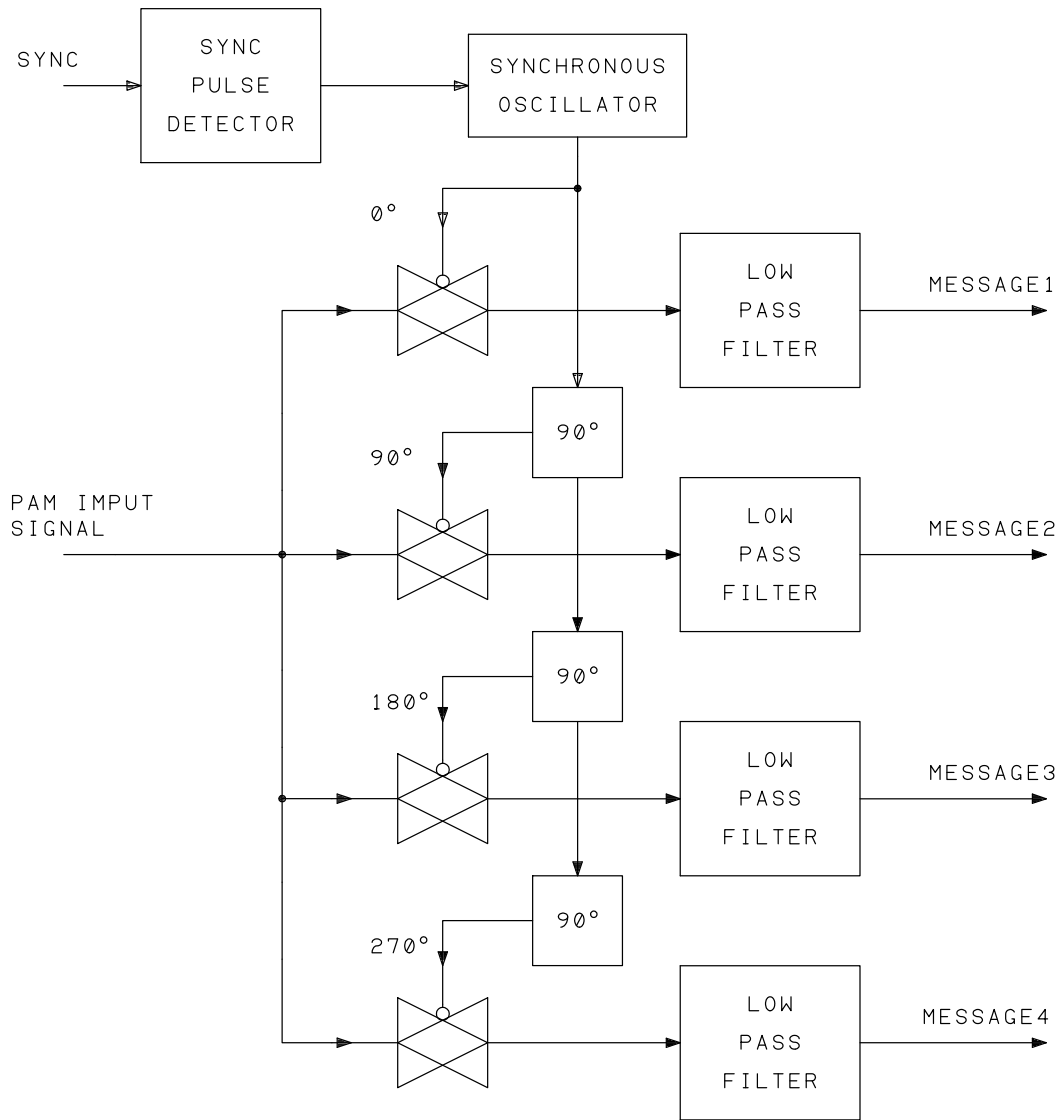 SYNC
SYNC
PULSE
DETECTOR
SYNCHRONOUS
OSCILLATOR
0°
LOW
PASS
FILTER
MESSAGE1
90°
90°
PAM IMPUT
SIGNAL
LOW
PASS
FILTER
MESSAGE2
90°
180°
LOW
PASS
FILTER
MESSAGE3
90°
270°
LOW
PASS
FILTER
MESSAGE4